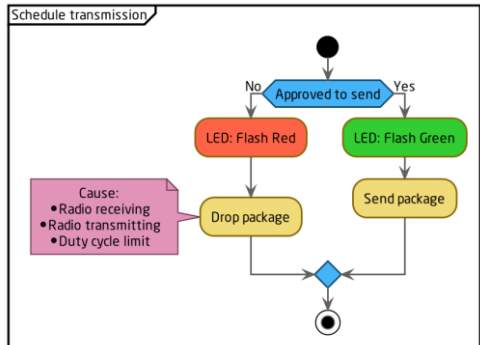 Schedule transmission
No
Yes
Approved to send
LED: Flash Red
LED: Flash Green
Cause:
•Radio receiving
•Radio transmitting
•Duty cycle limit
Drop package
Send package